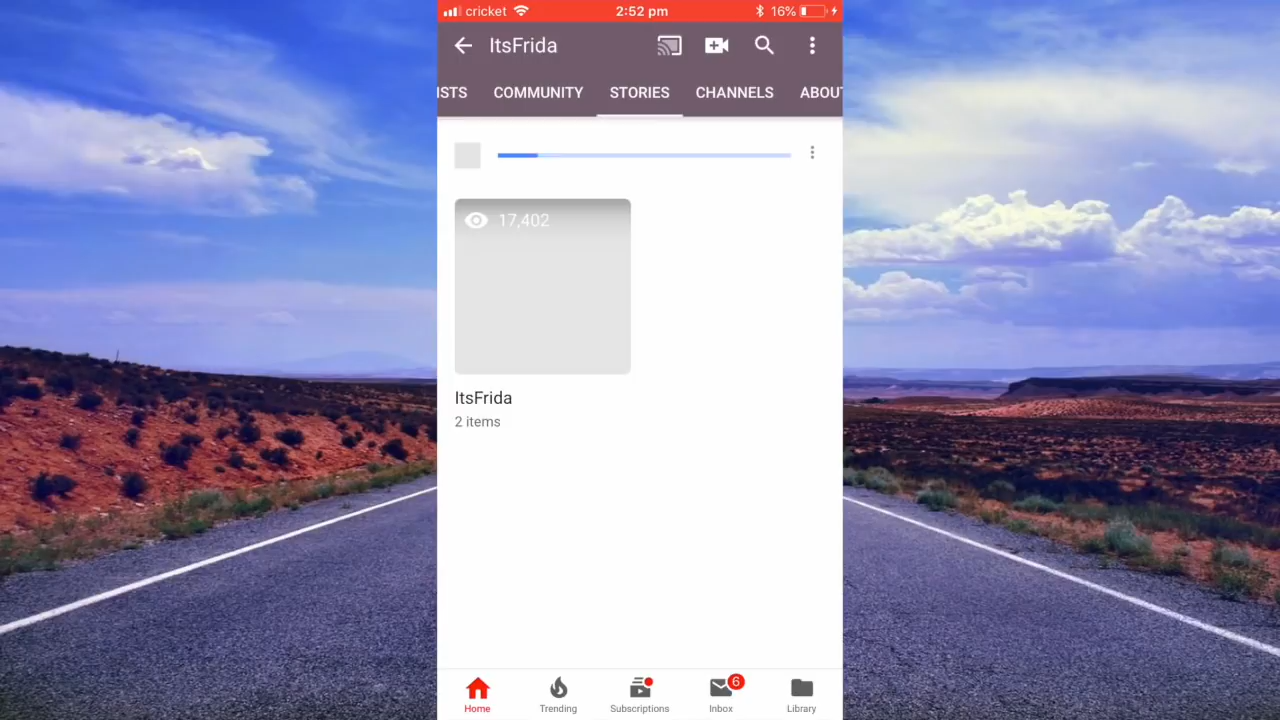 cricket 2:52 pm 16%
ItsFrida
ISTS COMMUNITY STORIES CHANNELS ABOUT
17,402
ItsFrida
2 items
6
Home Trending Subscriptions Inbox Library